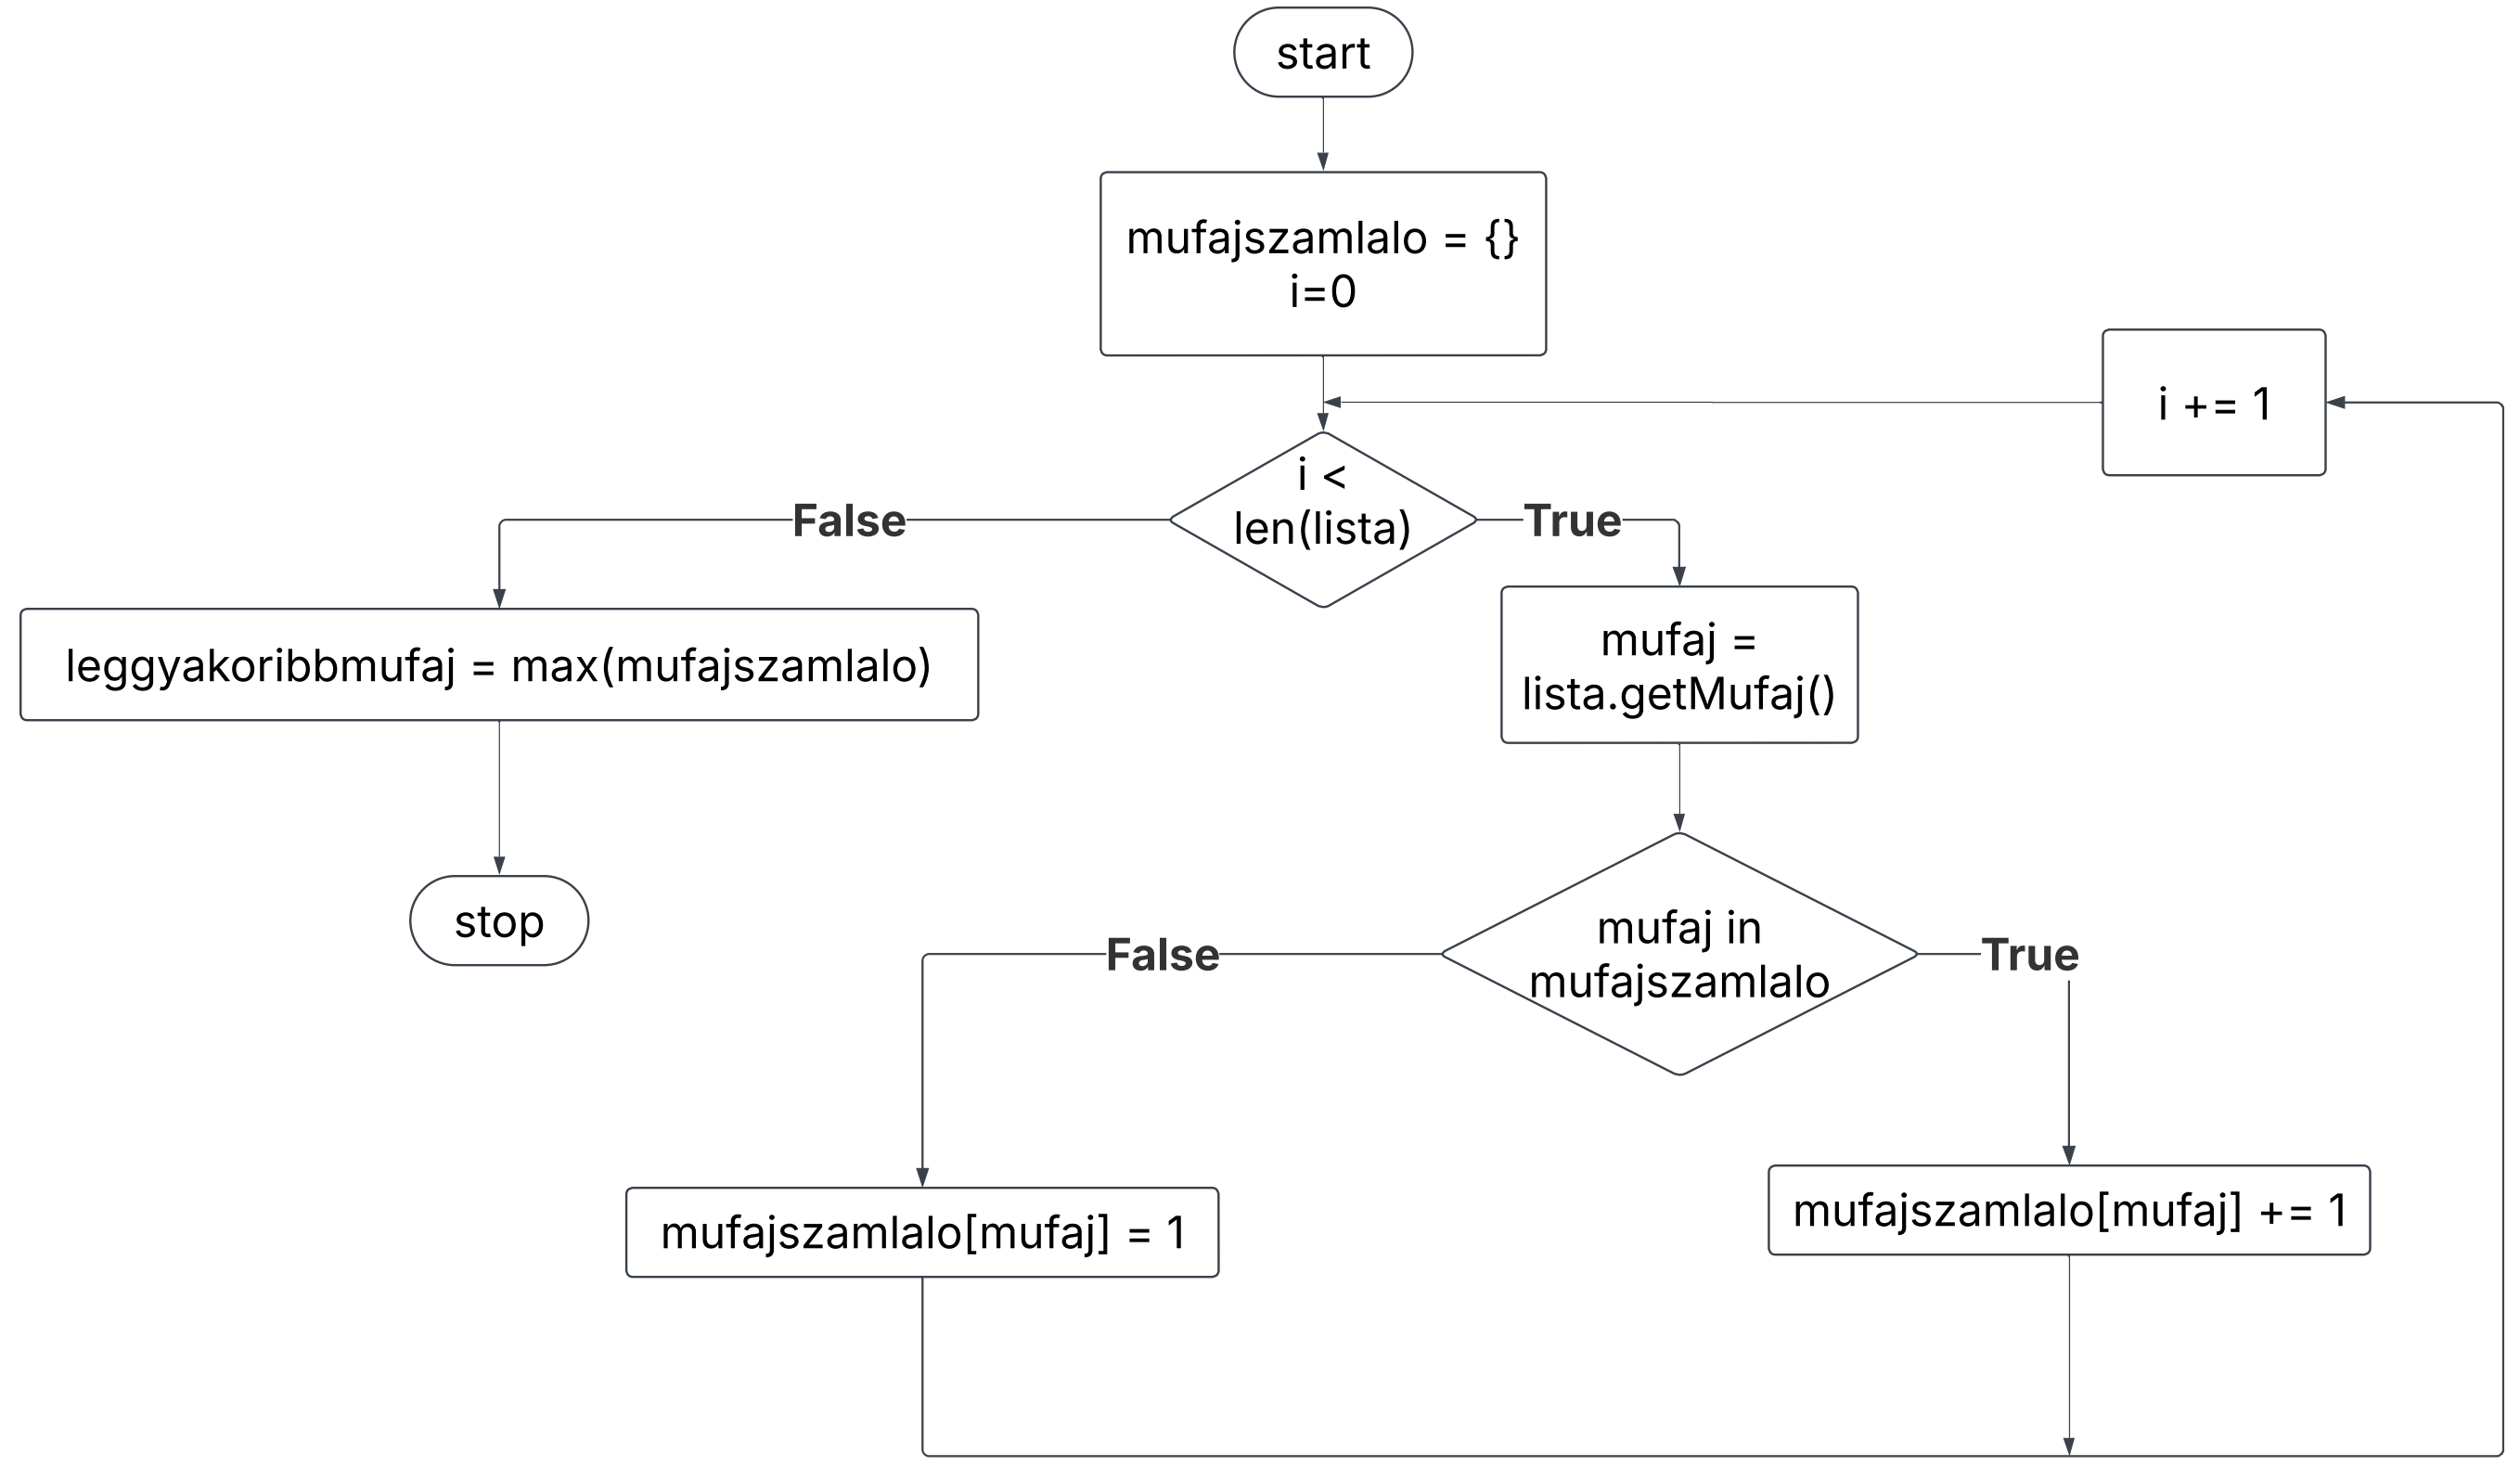 start
mufajszamlalo = {}
i=0
i += 1
i <
len(lista)
False
True
leggyakoribbmufaj = max(mufajszamlalo)
mufaj =
lista.getMufaj()
stop
mufaj in
mufajszamlalo
False
True
mufajszamlalo[mufaj] = 1
mufajszamlalo[mufaj] += 1